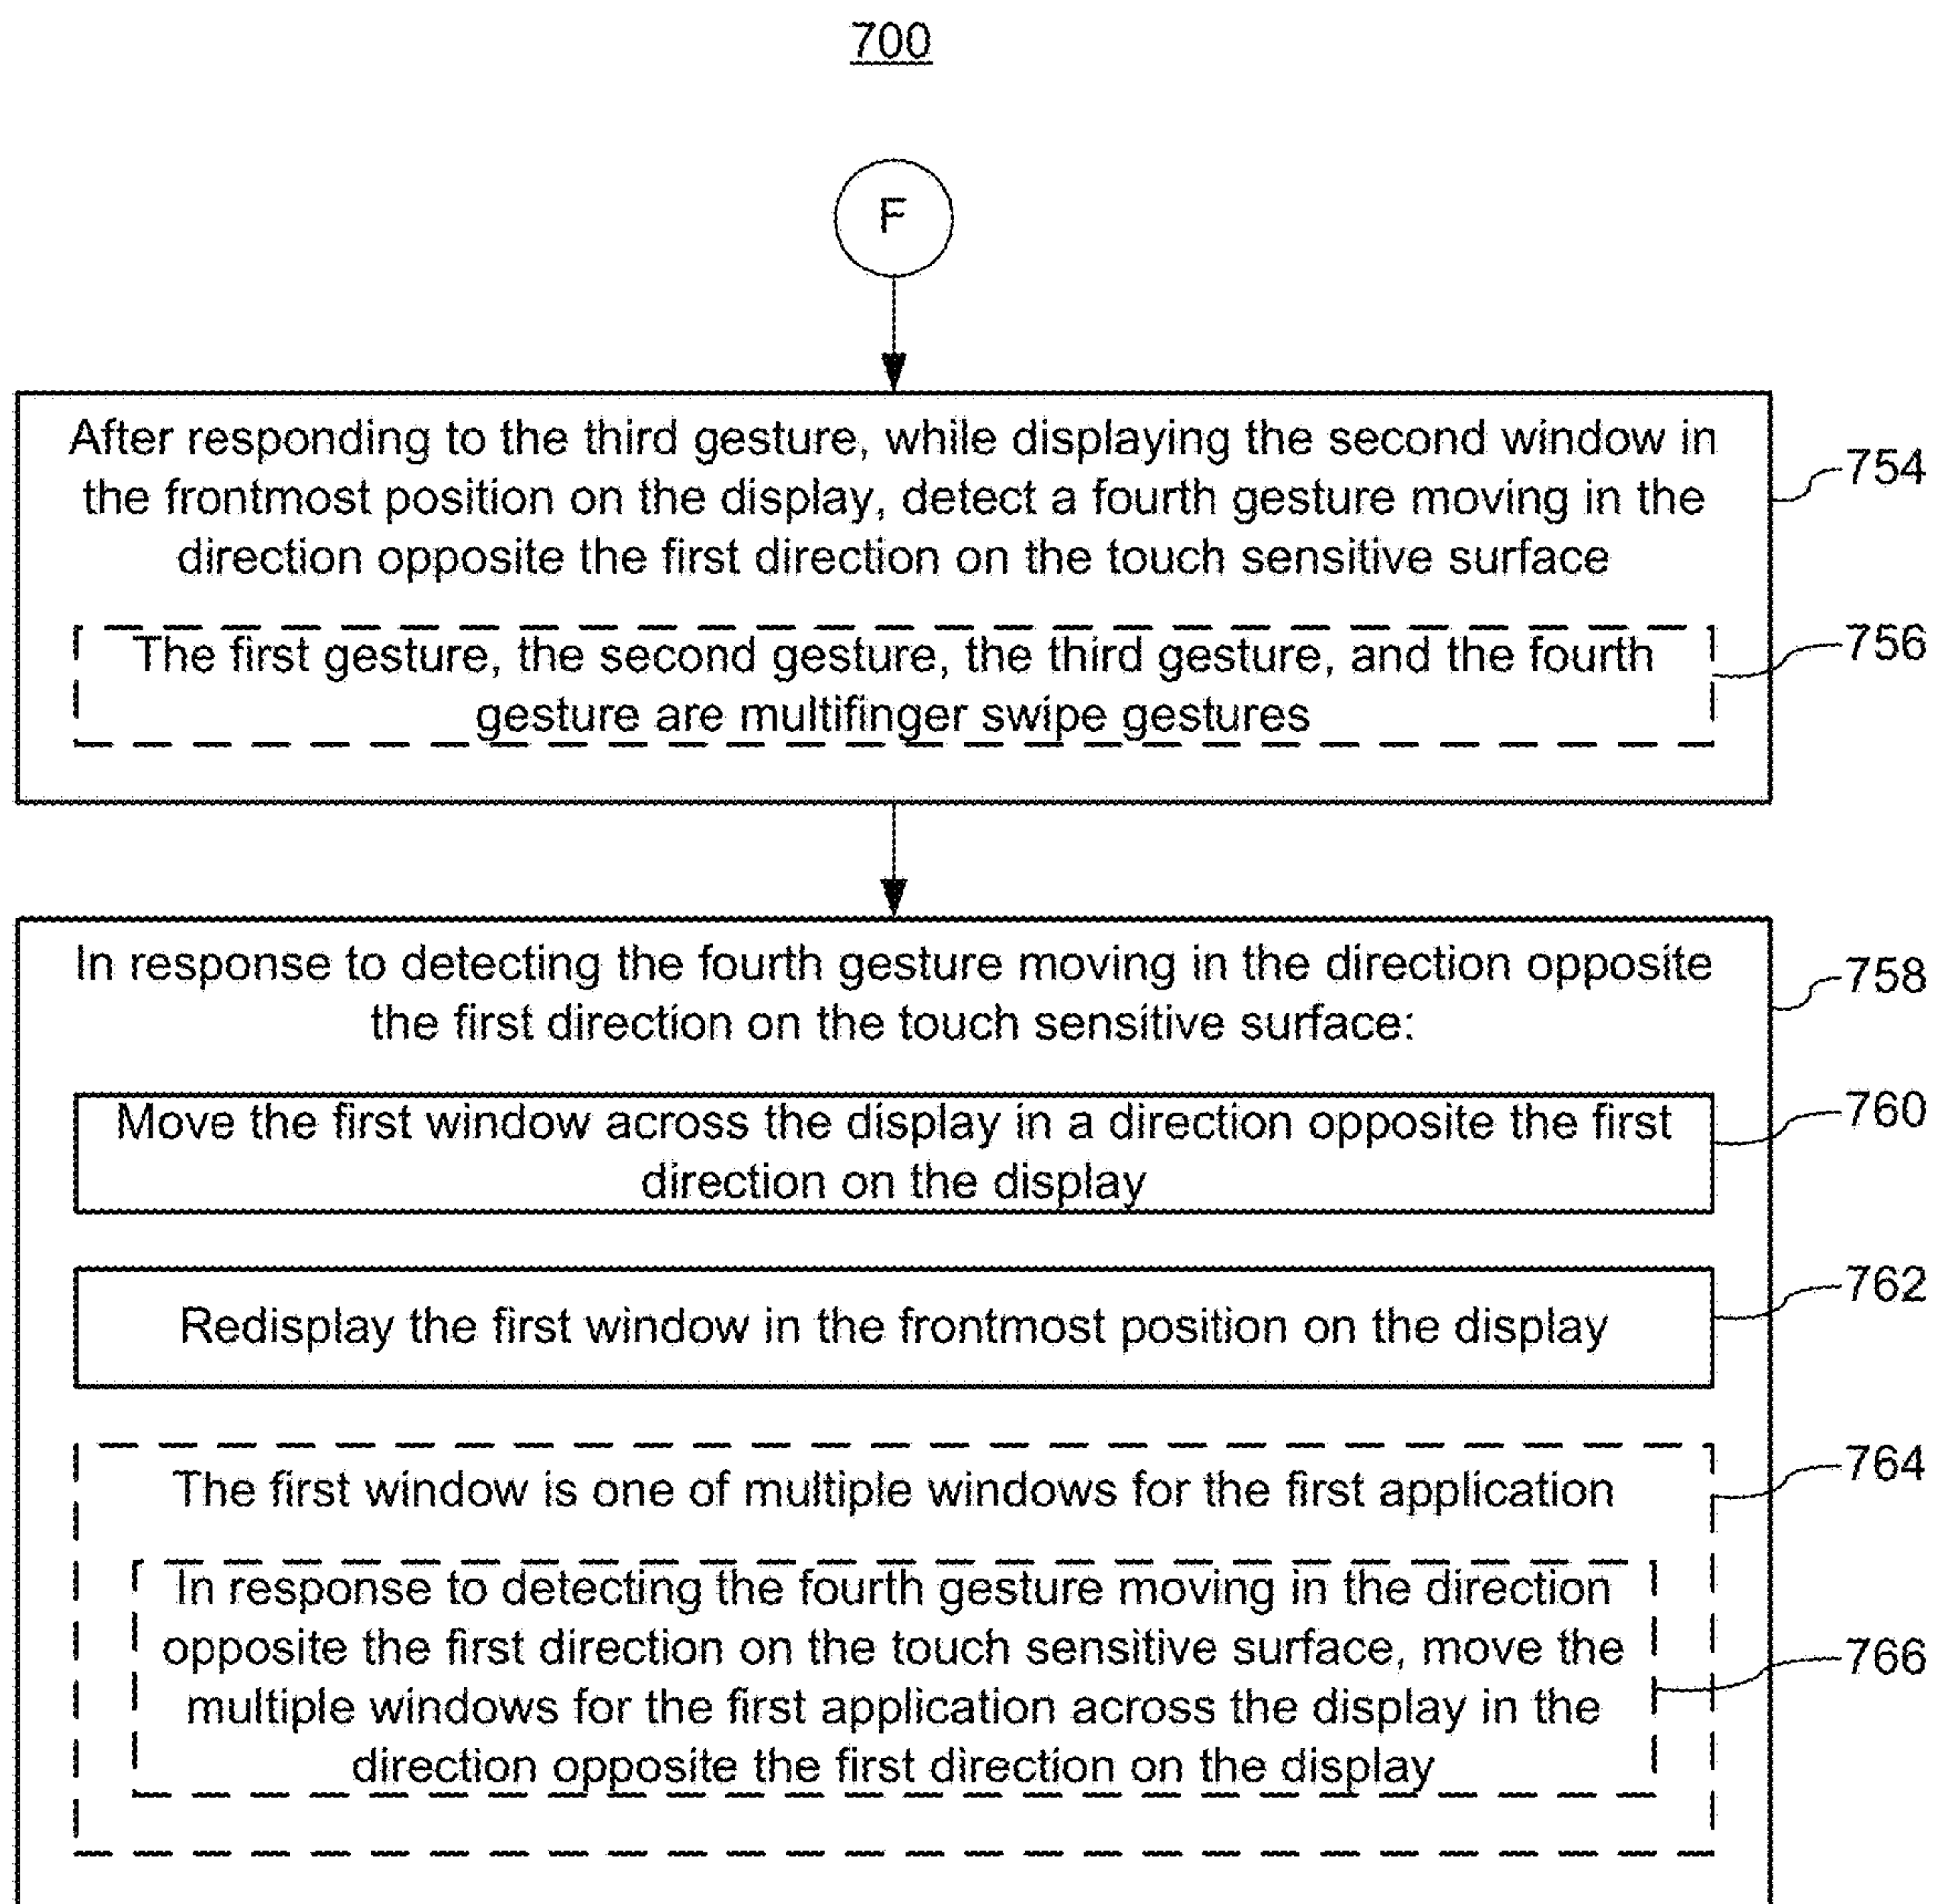 700
F
After responding to the third gesture, while displaying the second window in
the frontmost position on the display, detect a fourth gesture moving in the
direction opposite the first direction on the touch sensitive surface
754
The first gesture, the second gesture, the third gesture, and the fourth
gesture are multifinger swipe gestures
756
In response to detecting the fourth gesture moving in the direction opposite
the first direction on the touch sensitive surface:
758
Move the first window across the display in a direction opposite the first
direction on the display
760
Redisplay the first window in the frontmost position on the display
762
The first window is one of multiple windows for the first application
764
In response to detecting the fourth gesture moving in the direction
opposite the first direction on the touch sensitive surface, move the
multiple windows for the first application across the display in the
direction opposite the first direction on the display
766